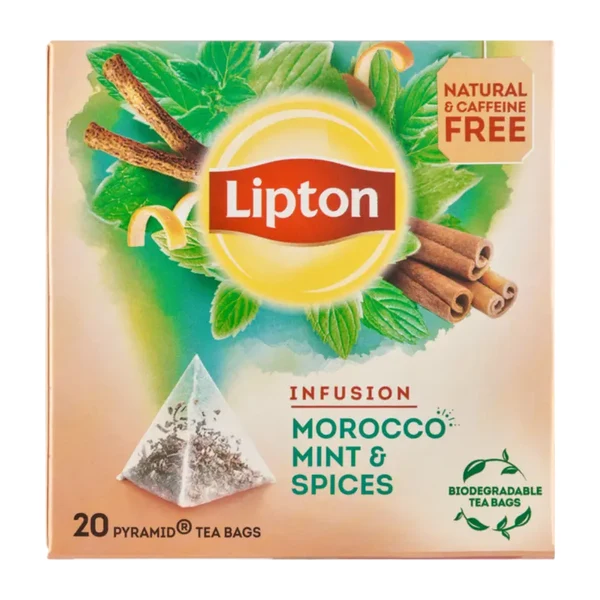 NATURAL
& CAFFEINE
FREE
Lipton
INFUSION
MOROCCO
MINT &
SPICES
BIODEGRADABLE
TEA BAGS
20 PYRAMID® TEA BAGS